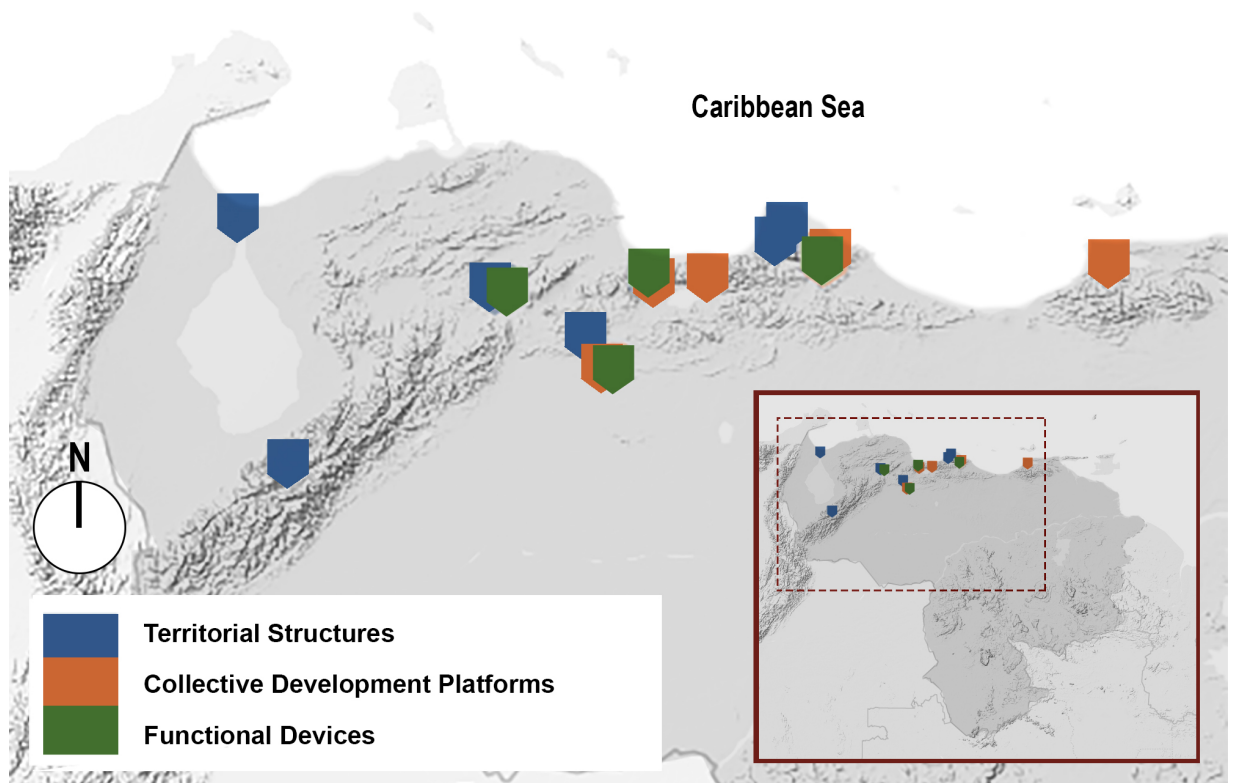 Caribbean Sea
N
Territorial Structures
Collective Development Platforms
Functional Devices